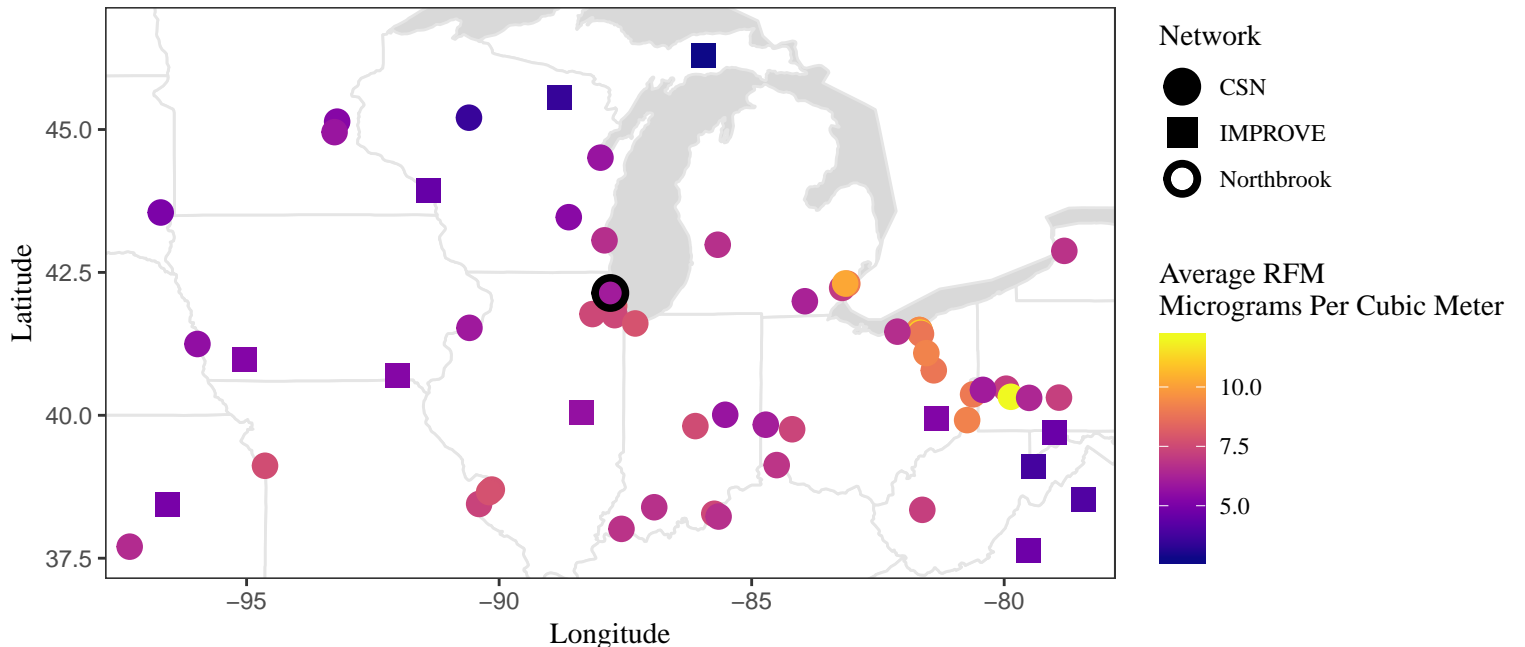 45.0
42.5
40.0
37.5
Latitude
−95
−90
−85
−80
Longitude
Network
CSN
IMPROVE
Northbrook
Average RFM
Micrograms Per Cubic Meter
10.0
7.5
5.0